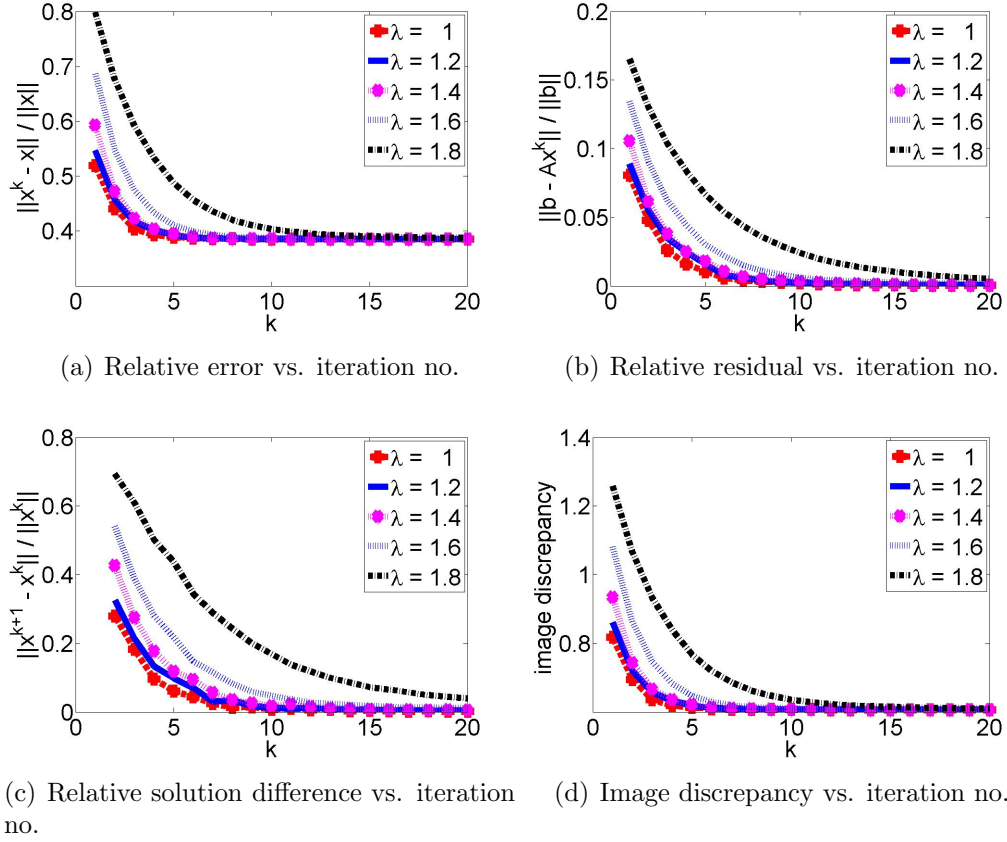 0.8
0.7
0.6
0.5
0.4
0
5
10
15
20
k
||x^k - x|| / ||x||
λ = 1
λ = 1.2
λ = 1.4
λ = 1.6
λ = 1.8
(a) Relative error vs. iteration no.
0.2
0.15
0.1
0.05
0
0
5
10
15
20
k
||b - Ax^k|| / ||b||
λ = 1
λ = 1.2
λ = 1.4
λ = 1.6
λ = 1.8
(b) Relative residual vs. iteration no.
0.8
0.6
0.4
0.2
0
0
5
10
15
20
k
||x^{k+1} - x^k|| / ||x^k||
λ = 1
λ = 1.2
λ = 1.4
λ = 1.6
λ = 1.8
(c) Relative solution difference vs. iteration
no.
1.4
1.2
1
0.8
0
5
10
15
20
k
image discrepancy
λ = 1
λ = 1.2
λ = 1.4
λ = 1.6
λ = 1.8
(d) Image discrepancy vs. iteration no.